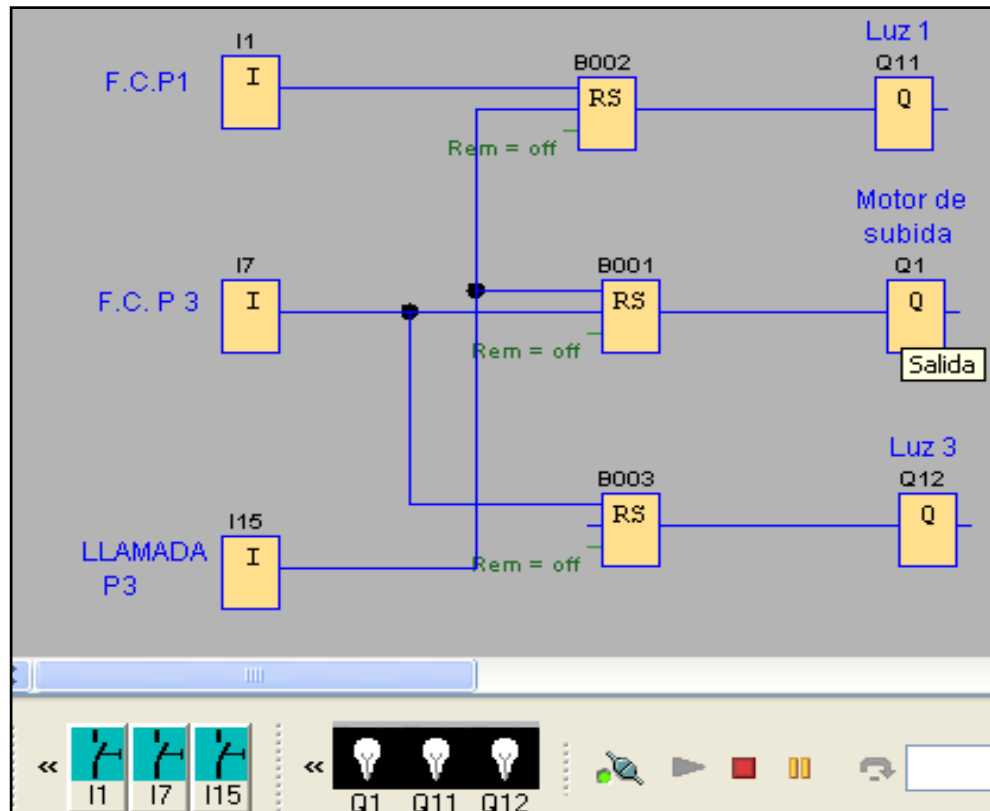 Luz 1
I1
B002
Q11
F.C.P1
I
RS
Q
Rem = off
Motor de
subida
I7
B001
Q1
F.C. P 3
I
RS
Q
Rem = off
Salida
Luz 3
B003
Q12
I15
RS
Q
LLAMADA
P3
I
Rem = off
« I1 I7 I15 « Q1 Q11 Q12